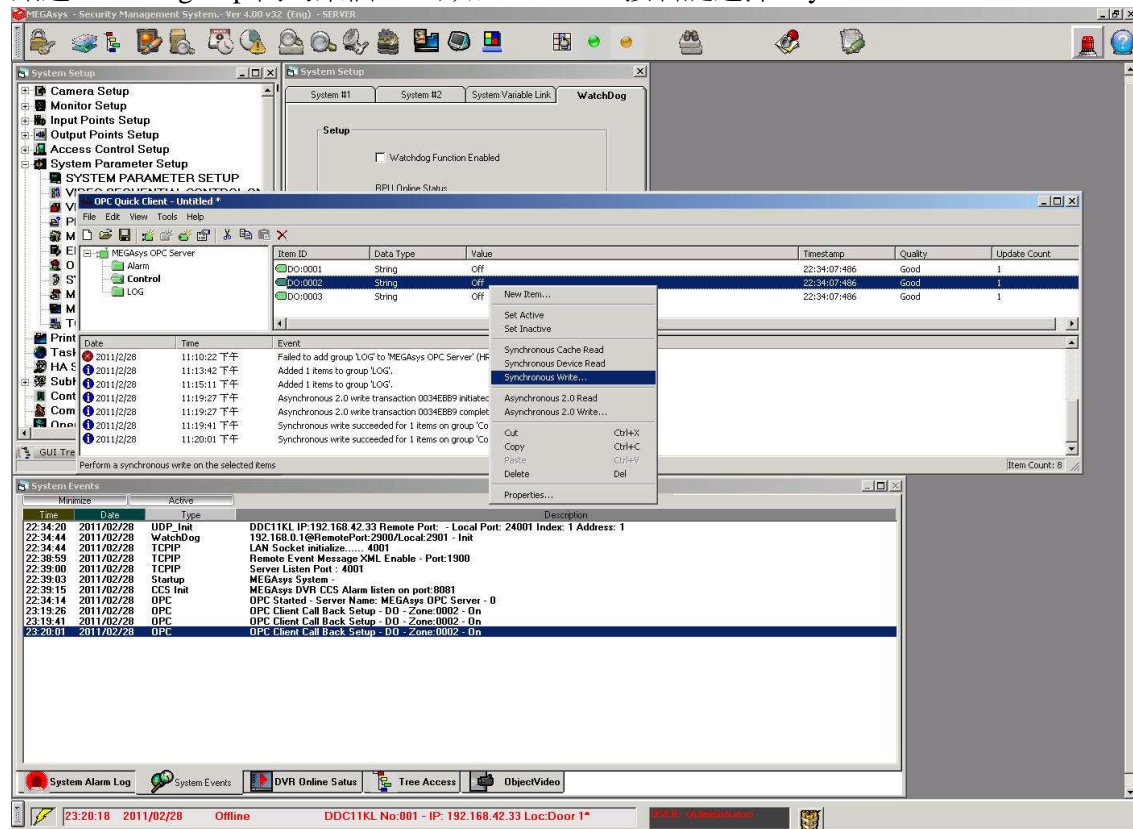 MEGAsys - Security Management System.- Ver 4.00 v32 (Eng) - SERVER
System Setup
Camera Setup
Monitor Setup
Input Points Setup
Output Points Setup
Access Control Setup
System Parameter Setup
SYSTEM PARAMETER SETUP
System Setup
System #1
System #2
System Variable Link
WatchDog
Setup
Watchdog Function Enabled
RPU Online Status
OPC Quick Client - Untitled *
File Edit View Tools Help
MEGAsys OPC Server
Alarm
Control
LOG
Item ID Data Type Value Timestamp Quality Update Count
DO:0001 String Off 22:34:07:486 Good 1
DO:0002 String Off 22:34:07:486 Good 1
DO:0003 String Off 22:34:07:486 Good 1
New Item...
Set Active
Set Inactive
Synchronous Cache Read
Synchronous Device Read
Synchronous Write...
Asynchronous 2.0 Read
Asynchronous 2.0 Write...
Cut Ctrl+X
Copy Ctrl+C
Paste Ctrl+V
Delete Del
Properties...
Date Time Event
2011/2/28 11:10:22 下午 Failed to add group 'LOG' to 'MEGAsys OPC Server' (HR
2011/2/28 11:13:42 下午 Added 1 items to group 'LOG'.
2011/2/28 11:15:11 下午 Added 1 items to group 'LOG'.
2011/2/28 11:19:27 下午 Asynchronous 2.0 write transaction 0034EBB9 initiated
2011/2/28 11:19:27 下午 Asynchronous 2.0 write transaction 0034EBB9 complet
2011/2/28 11:19:41 下午 Synchronous write succeeded for 1 items on group 'Co
2011/2/28 11:20:01 下午 Synchronous write succeeded for 1 items on group 'Co
Perform a synchronous write on the selected items
Item Count: 8
Print
Task
HA S
Sub
Cont
Com
GUI Tre
System Events
Minimize Active
Time Date Type Description
22:34:20 2011/02/28 UDP_Init DDC11KL IP:192.168.42.33 Remote Port: - Local Port: 24001 Index: 1 Address: 1
22:34:44 2011/02/28 WatchDog 192.168.0.1@RemotePort:2900/Local:2901 - Init
22:34:44 2011/02/28 TCPIP LAN Socket initialize...... 4001
22:38:59 2011/02/28 TCPIP Remote Event Message XML Enable - Port:1900
22:39:00 2011/02/28 TCPIP Server Listen Port : 4001
22:39:03 2011/02/28 Startup MEGAsys System -
22:39:15 2011/02/28 CCS Init MEGAsys DVR CCS Alarm listen on port:8081
22:34:14 2011/02/28 OPC OPC Started - Server Name: MEGAsys OPC Server - 0
23:19:26 2011/02/28 OPC OPC Client Call Back Setup - DO - Zone:0002 - On
23:19:41 2011/02/28 OPC OPC Client Call Back Setup - DO - Zone:0002 - On
23:20:01 2011/02/28 OPC OPC Client Call Back Setup - DO - Zone:0002 - On
System Alarm Log
System Events
DVR Online Satus
Tree Access
ObjectVideo
23:20:18 2011/02/28 Offline DDC11KL No:001 - IP: 192.168.42.33 Loc:Door 1*